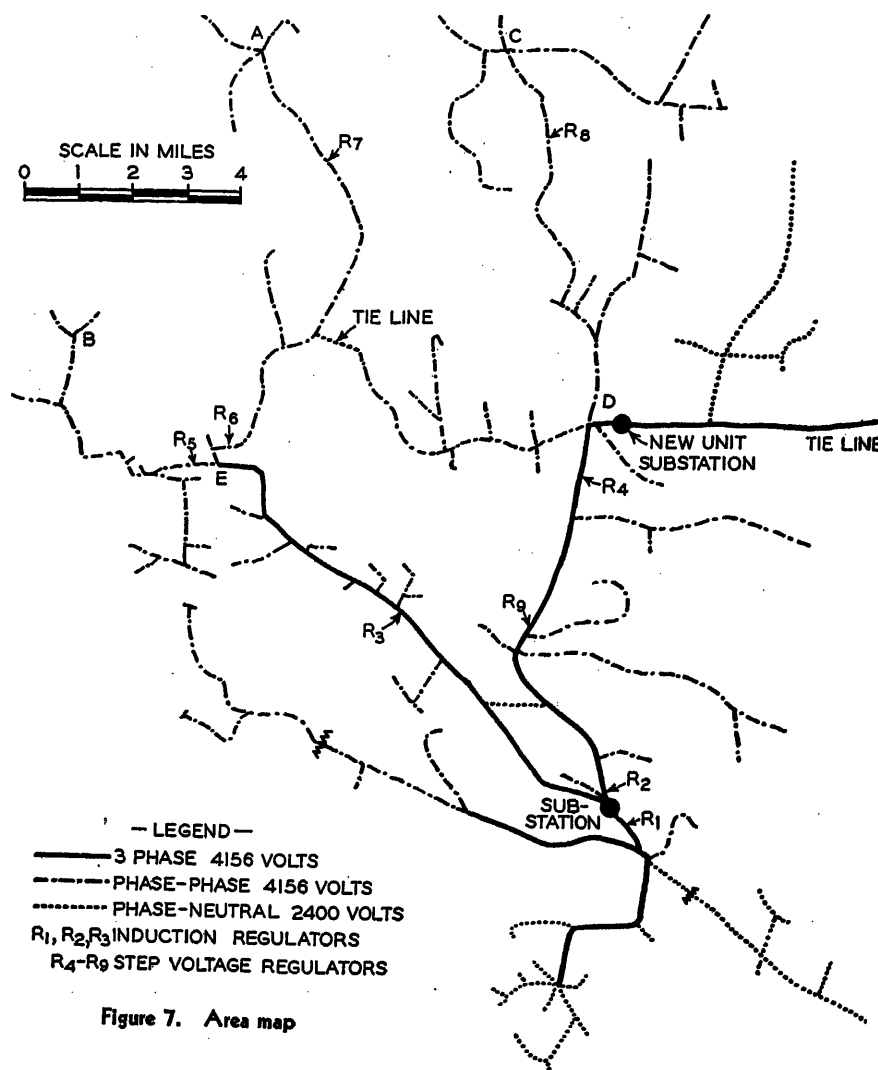 A
C
R7
R8
SCALE IN MILES
0 1 2 3 4
TIE LINE
B
D
R6
R5
E
NEW UNIT
SUBSTATION
TIE LINE
R4
R9
R3
R2
SUB-
STATION
R1
— LEGEND —
3 PHASE 4156 VOLTS
PHASE-PHASE 4156 VOLTS
PHASE-NEUTRAL 2400 VOLTS
R1, R2, R3 INDUCTION REGULATORS
R4-R9 STEP VOLTAGE REGULATORS
Figure 7. Area map